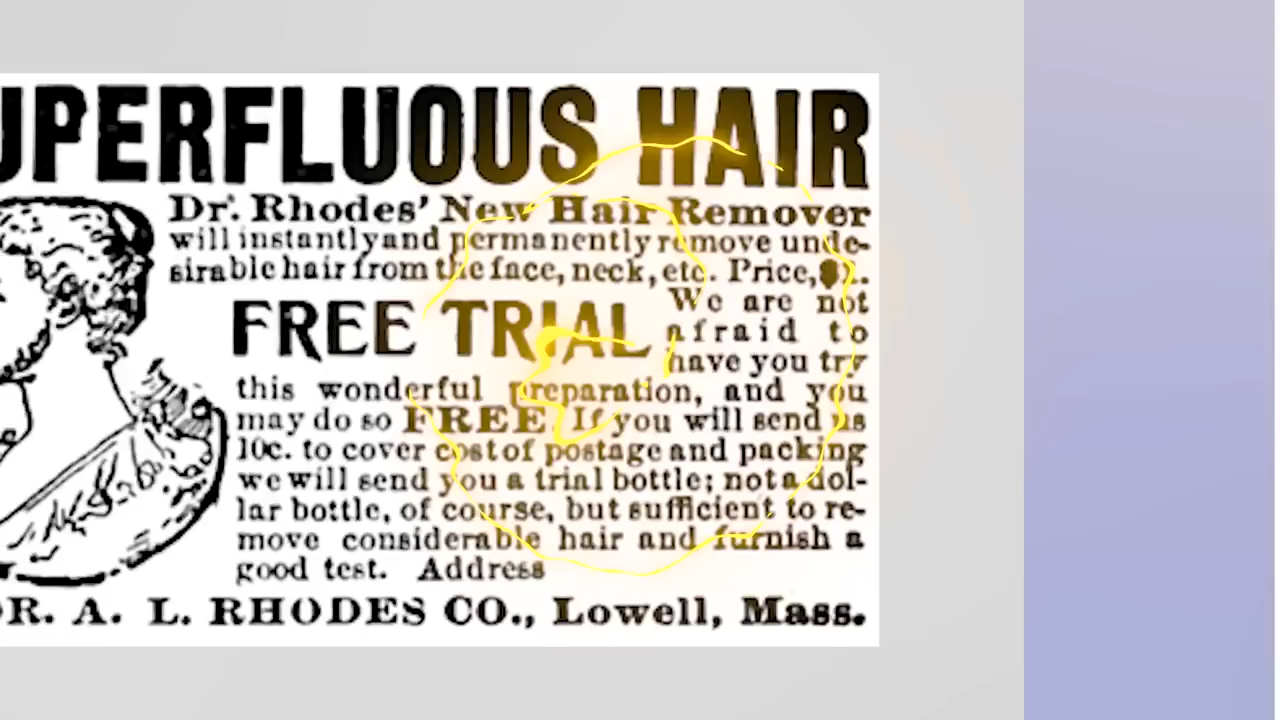 UPERFLUOUS HAIR
Dr. Rhodes' New Hair Remover
will instantly and permanently remove unde-
sirable hair from the face, neck, etc. Price, $1.
We are not
FREE TRIAL afraid to
have you try
this wonderful preparation, and you
may do so FREE. If you will send us
10c. to cover cost of postage and packing
we will send you a trial bottle; not a dol-
lar bottle, of course, but sufficient to re-
move considerable hair and furnish a
good test. Address
DR. A. L. RHODES CO., Lowell, Mass.